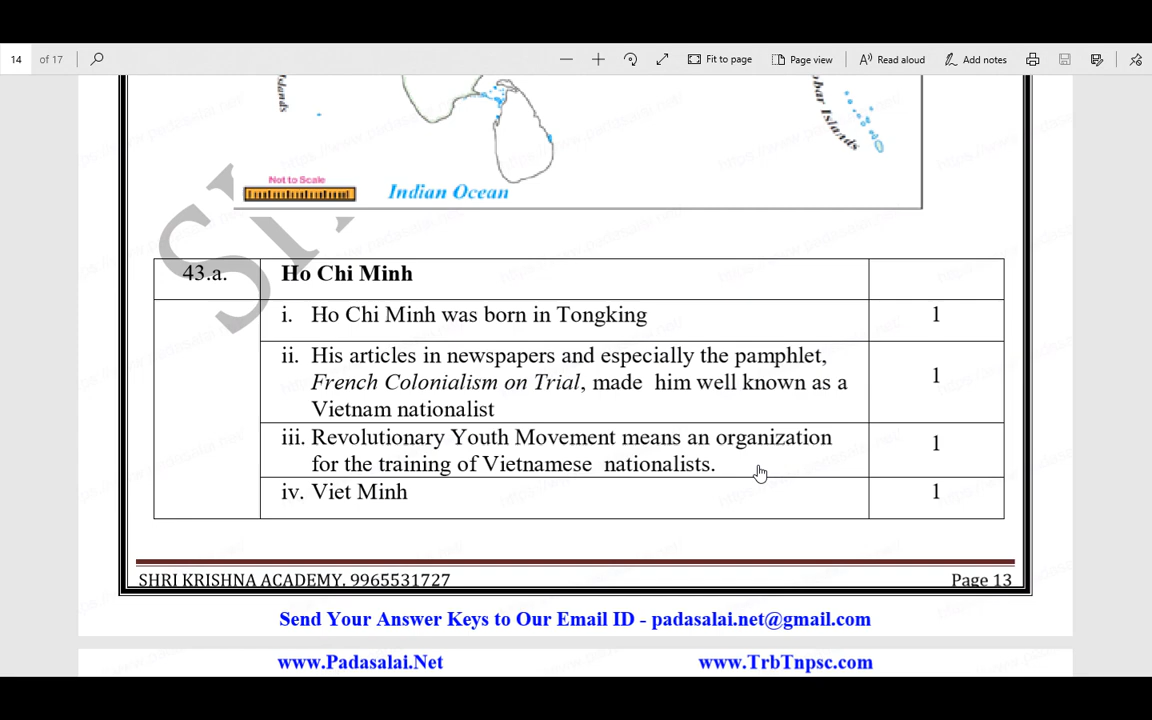 14 of 17 Fit to page Page view Read aloud Add notes
Islands
Islands
Not to Scale
Indian Ocean
43.a. Ho Chi Minh
i. Ho Chi Minh was born in Tongking 1
ii. His articles in newspapers and especially the pamphlet,
French Colonialism on Trial, made him well known as a 1
Vietnam nationalist
iii. Revolutionary Youth Movement means an organization 1
for the training of Vietnamese nationalists.
iv. Viet Minh 1
SHRI KRISHNA ACADEMY. 9965531727 Page 13
Send Your Answer Keys to Our Email ID - padasalai.net@gmail.com
www.Padasalai.Net www.TrbTnpsc.com